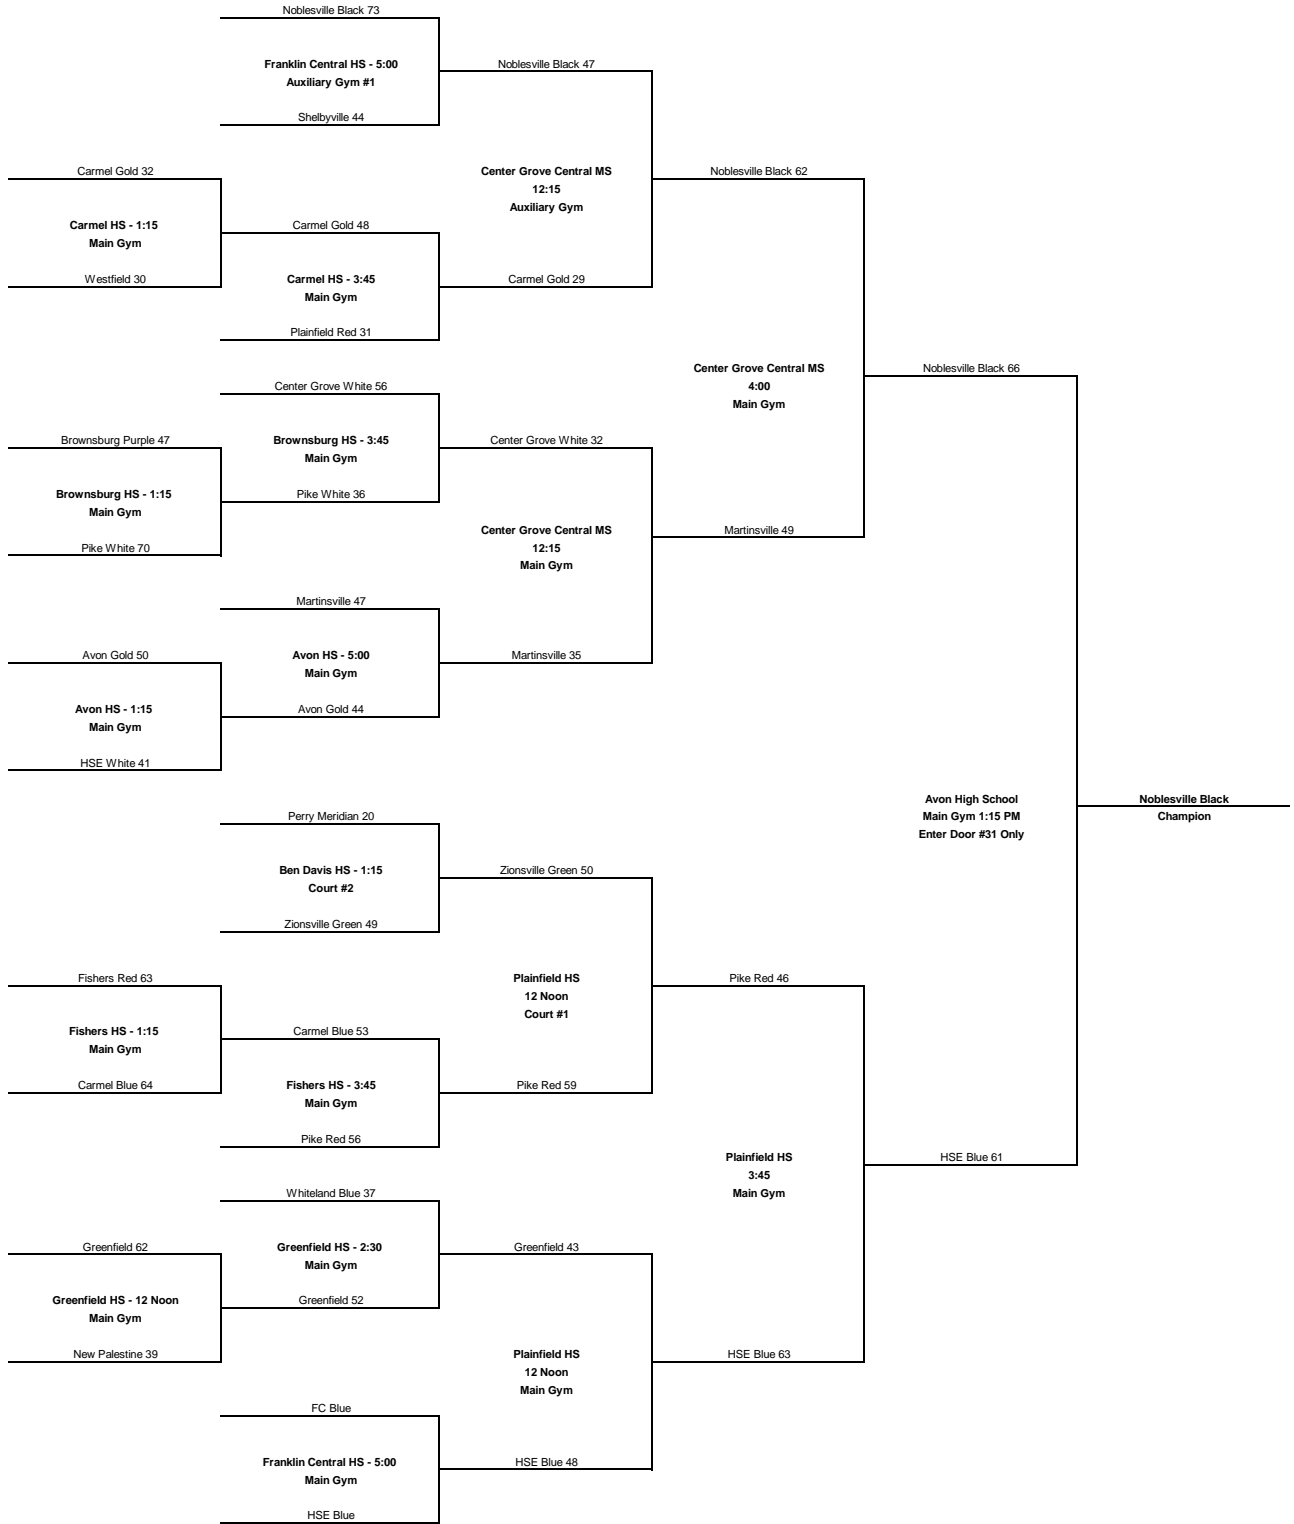 Noblesville Black 73
Franklin Central HS - 5:00
Auxiliary Gym #1
Noblesville Black 47
Shelbyville 44
Carmel Gold 32
Center Grove Central MS
12:15
Auxiliary Gym
Noblesville Black 62
Carmel HS - 1:15
Main Gym
Carmel Gold 48
Westfield 30
Carmel HS - 3:45
Main Gym
Carmel Gold 29
Plainfield Red 31
Center Grove Central MS
4:00
Main Gym
Noblesville Black 66
Center Grove White 56
Brownsburg Purple 47
Brownsburg HS - 3:45
Main Gym
Center Grove White 32
Brownsburg HS - 1:15
Main Gym
Pike White 36
Center Grove Central MS
12:15
Main Gym
Martinsville 49
Pike White 70
Martinsville 47
Avon Gold 50
Avon HS - 5:00
Main Gym
Martinsville 35
Avon HS - 1:15
Main Gym
Avon Gold 44
HSE White 41
Avon High School
Main Gym 1:15 PM
Enter Door #31 Only
Noblesville Black
Champion
Perry Meridian 20
Ben Davis HS - 1:15
Court #2
Zionsville Green 50
Zionsville Green 49
Fishers Red 63
Plainfield HS
12 Noon
Court #1
Pike Red 46
Fishers HS - 1:15
Main Gym
Carmel Blue 53
Carmel Blue 64
Fishers HS - 3:45
Main Gym
Pike Red 59
Pike Red 56
Plainfield HS
3:45
Main Gym
HSE Blue 61
Whiteland Blue 37
Greenfield 62
Greenfield HS - 2:30
Main Gym
Greenfield 43
Greenfield HS - 12 Noon
Main Gym
Greenfield 52
New Palestine 39
Plainfield HS
12 Noon
Main Gym
HSE Blue 63
FC Blue
Franklin Central HS - 5:00
Main Gym
HSE Blue 48
HSE Blue